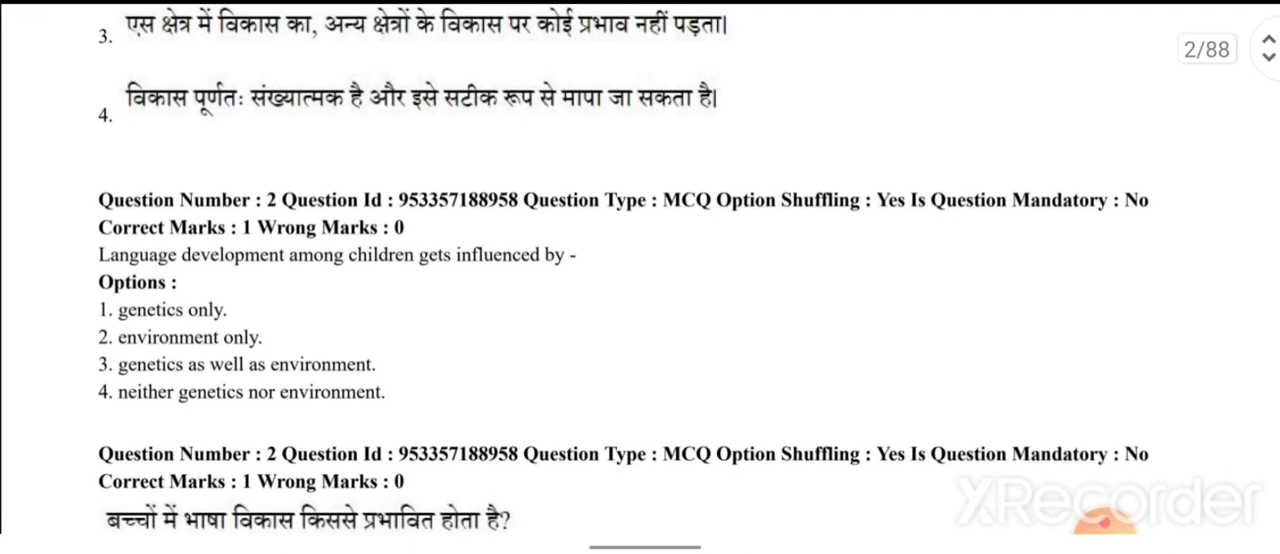 3. एस क्षेत्र में विकास का, अन्य क्षेत्रों के विकास पर कोई प्रभाव नहीं पड़ता।
2/88
4. विकास पूर्णतः संख्यात्मक है और इसे सटीक रूप से मापा जा सकता है।
Question Number : 2 Question Id : 953357188958 Question Type : MCQ Option Shuffling : Yes Is Question Mandatory : No
Correct Marks : 1 Wrong Marks : 0
Language development among children gets influenced by -
Options :
1. genetics only.
2. environment only.
3. genetics as well as environment.
4. neither genetics nor environment.
Question Number : 2 Question Id : 953357188958 Question Type : MCQ Option Shuffling : Yes Is Question Mandatory : No
Correct Marks : 1 Wrong Marks : 0
बच्चों में भाषा विकास किससे प्रभावित होता है?
XRecorder